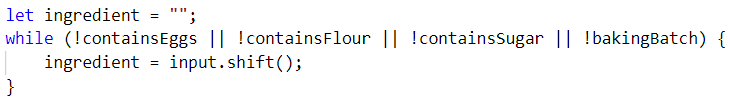 let ingredient = "";
while (!containsEggs || !containsFlour || !containsSugar || !bakingBatch) {
    ingredient = input.shift();
}